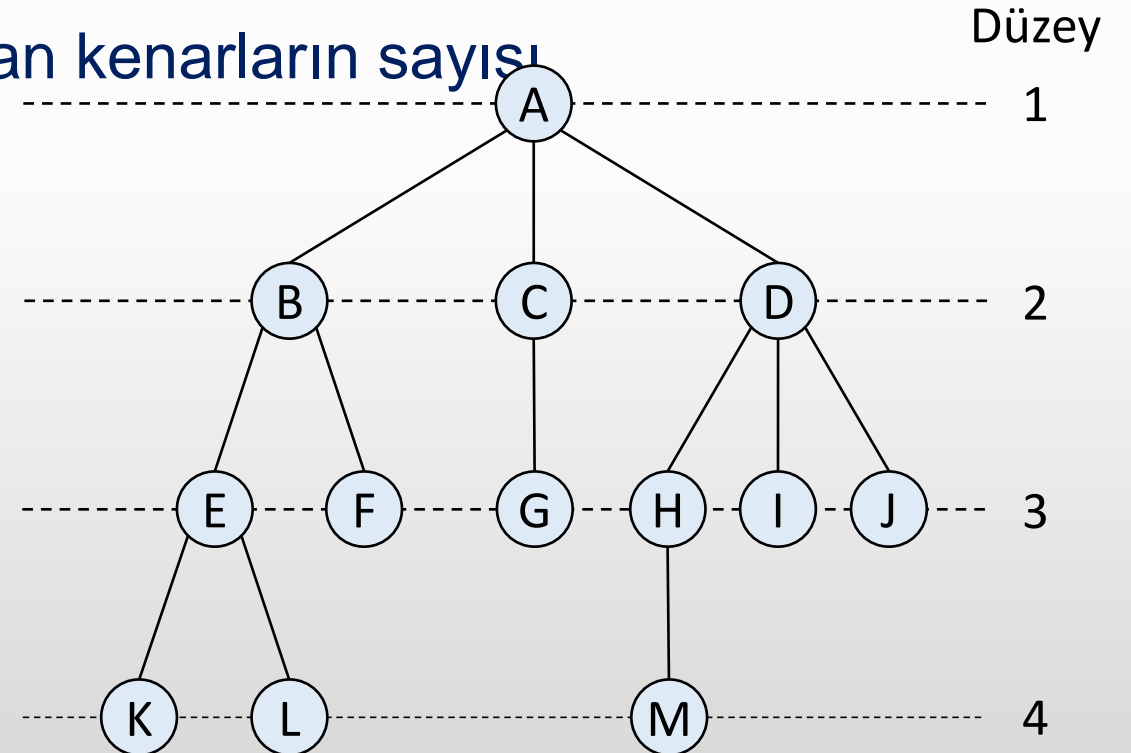 Düzey
an kenarların sayısı
A 1
B C D 2
E F G H I J 3
K L M 4